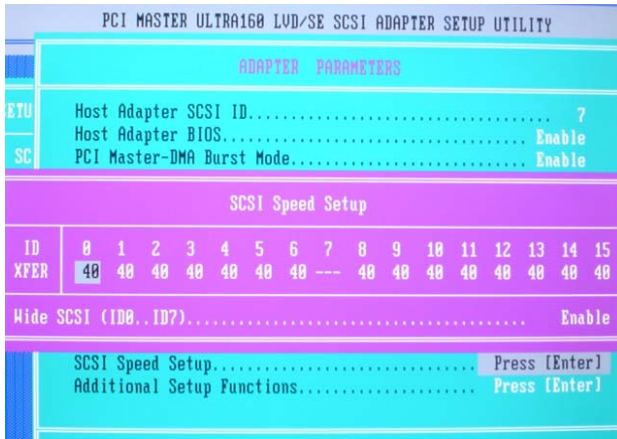 PCI MASTER ULTRA160 LVD/SE SCSI ADAPTER SETUP UTILITY
ADAPTER PARAMETERS
ETU
Host Adapter SCSI ID.................................... 7
Host Adapter BIOS.................................... Enable
SC
PCI Master-DMA Burst Mode............................ Enable
SCSI Speed Setup
ID 0 1 2 3 4 5 6 7 8 9 10 11 12 13 14 15
XFER 40 40 40 40 40 40 40 --- 40 40 40 40 40 40 40 40
Wide SCSI (ID0..ID7)........................................ Enable
SCSI Speed Setup.............................. Press [Enter]
Additional Setup Functions.................... Press [Enter]